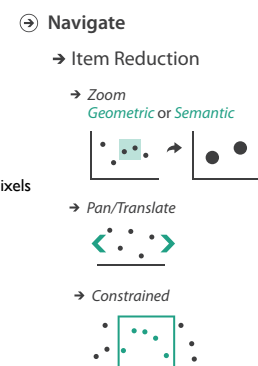 Navigate
Item Reduction
Zoom
Geometric or Semantic
ixels
Pan/Translate
Constrained